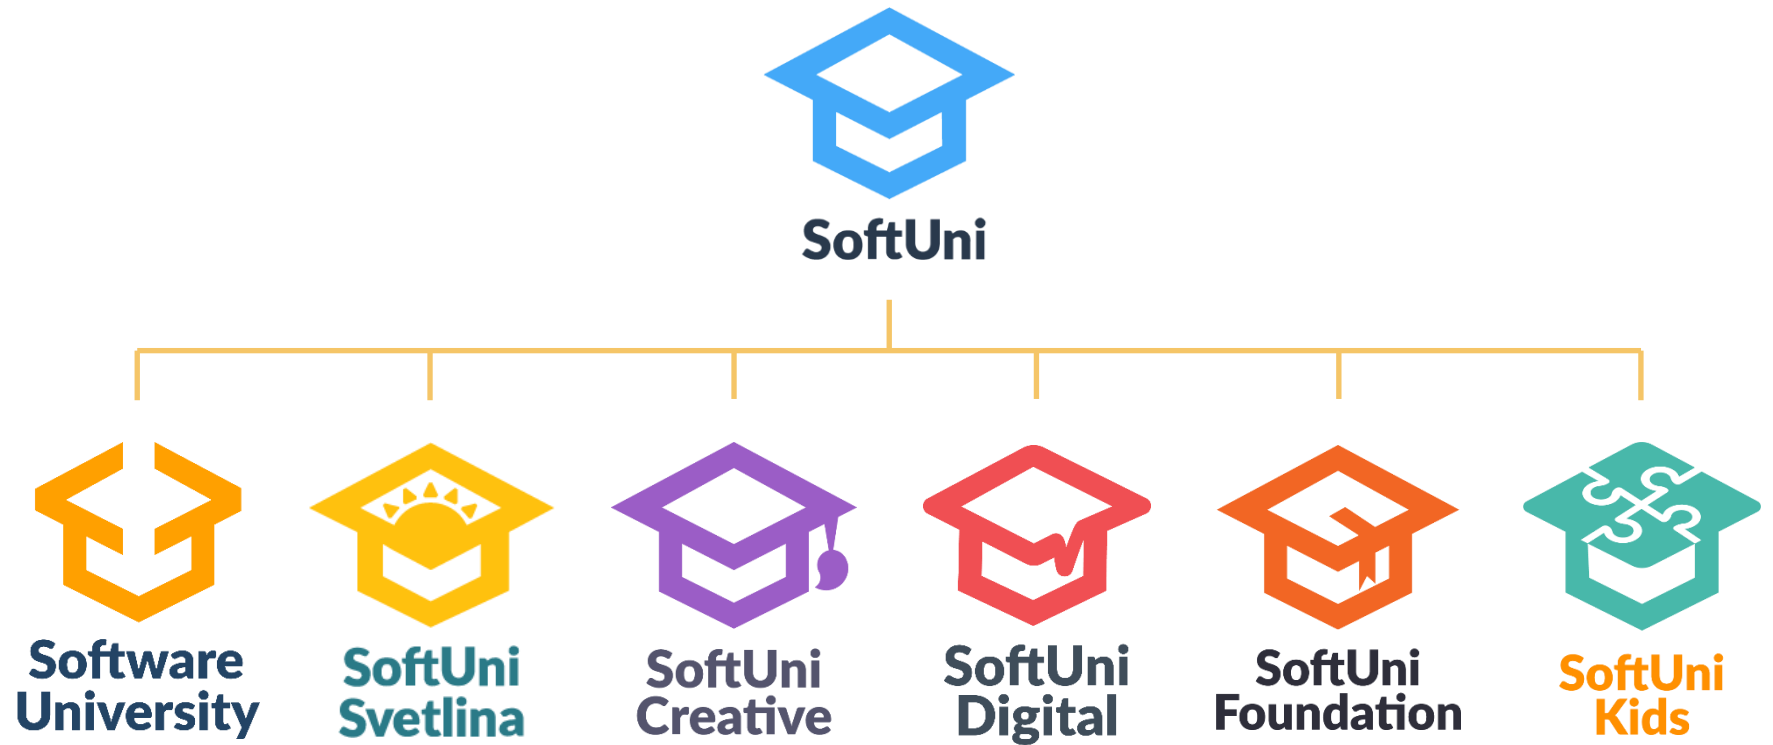 SoftUni
Software
University
SoftUni
Svetlina
SoftUni
Creative
SoftUni
Digital
SoftUni
Foundation
SoftUni
Kids